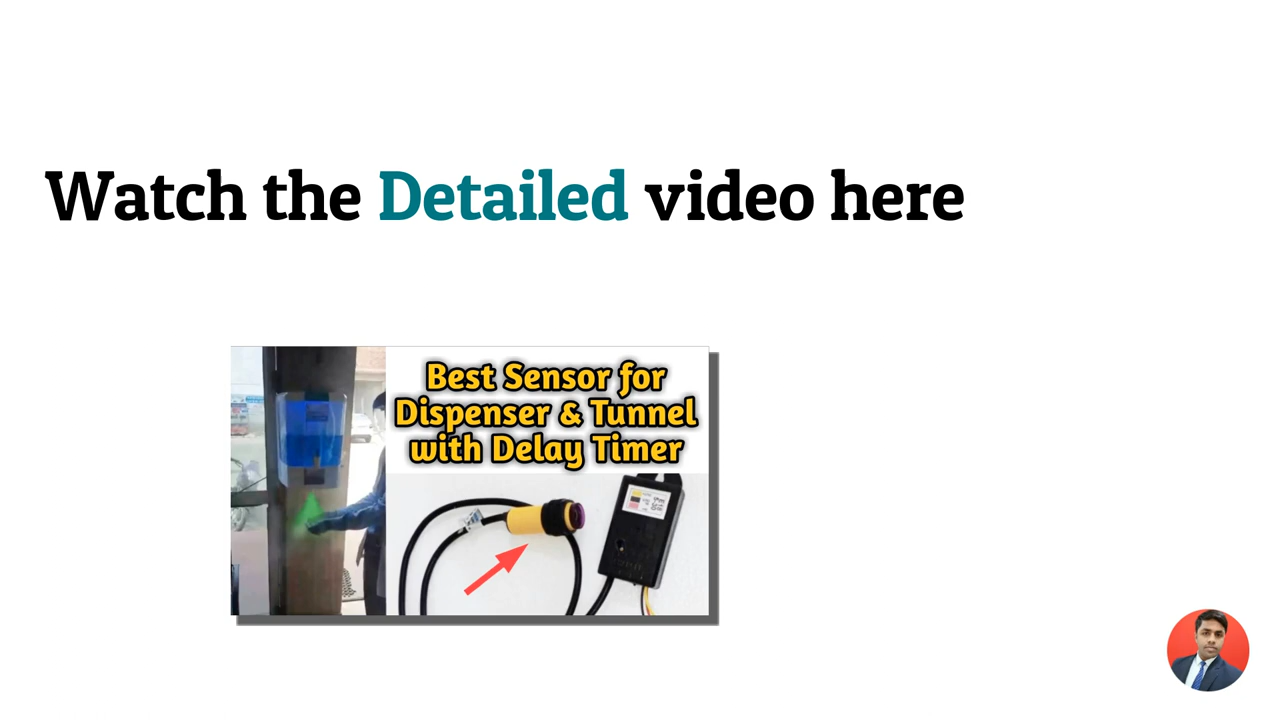 Watch the Detailed video here
Best Sensor for
Dispenser & Tunnel
with Delay Timer